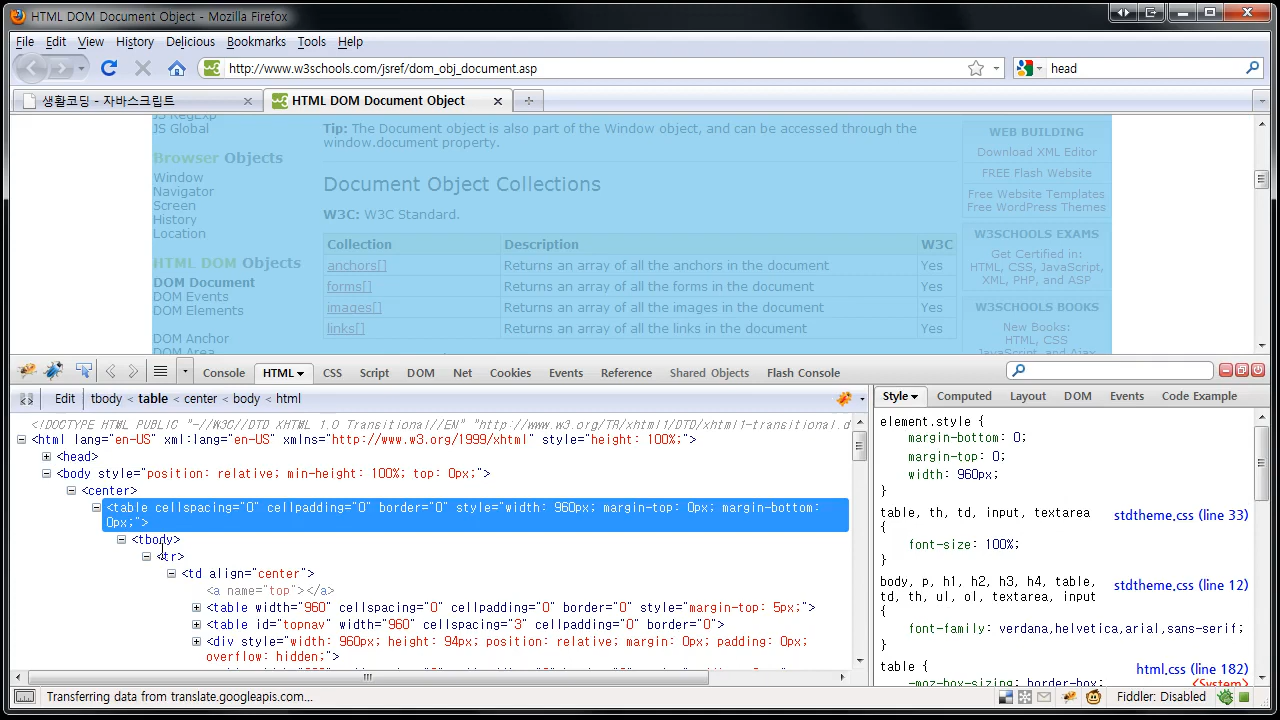 HTML DOM Document Object - Mozilla Firefox
File Edit View History Delicious Bookmarks Tools Help
http://www.w3schools.com/jsref/dom_obj_document.asp
head
생활코딩 - 자바스크립트
HTML DOM Document Object
JS RegExp
JS Global
Browser Objects
Window
Navigator
Screen
History
Location
HTML DOM Objects
DOM Document
DOM Events
DOM Elements
DOM Anchor
DOM Area
Tip: The Document object is also part of the Window object, and can be accessed through the
window.document property.
Document Object Collections
W3C: W3C Standard.
Collection Description W3C
anchors[] Returns an array of all the anchors in the document Yes
forms[] Returns an array of all the forms in the document Yes
images[] Returns an array of all the images in the document Yes
links[] Returns an array of all the links in the document Yes
WEB BUILDING
Download XML Editor
FREE Flash Website
Free Website Templates
Free WordPress Themes
W3SCHOOLS EXAMS
Get Certified in:
HTML, CSS, JavaScript,
XML, PHP, and ASP
W3SCHOOLS BOOKS
New Books:
HTML, CSS
JavaScript, and Ajax
Console HTML CSS Script DOM Net Cookies Events Reference Shared Objects Flash Console
Edit tbody < table < center < body < html
<!DOCTYPE HTML PUBLIC "-//W3C//DTD XHTML 1.0 Transitional//EN" "http://www.w3.org/TR/xhtml1/DTD/xhtml1-transitional.d
<html lang="en-US" xml:lang="en-US" xmlns="http://www.w3.org/1999/xhtml" style="height: 100%;">
<head>
<body style="position: relative; min-height: 100%; top: 0px;">
<center>
<table cellspacing="0" cellpadding="0" border="0" style="width: 960px; margin-top: 0px; margin-bottom:
0px;">
<tbody>
<tr>
<td align="center">
<a name="top"></a>
<table width="960" cellspacing="0" cellpadding="0" border="0" style="margin-top: 5px;">
<table id="topnav" width="960" cellspacing="3" cellpadding="0" border="0">
<div style="width: 960px; height: 94px; position: relative; margin: 0px; padding: 0px;
overflow: hidden;">
Style Computed Layout DOM Events Code Example
element.style {
margin-bottom: 0;
margin-top: 0;
width: 960px;
}
table, th, td, input, textarea stdtheme.css (line 33)
{
font-size: 100%;
}
body, p, h1, h2, h3, h4, table, stdtheme.css (line 12)
td, th, ul, ol, textarea, input
{
font-family: verdana,helvetica,arial,sans-serif;
}
table { html.css (line 182)
-moz-box-sizing: border-box; <System>
Transferring data from translate.googleapis.com...
Fiddler: Disabled